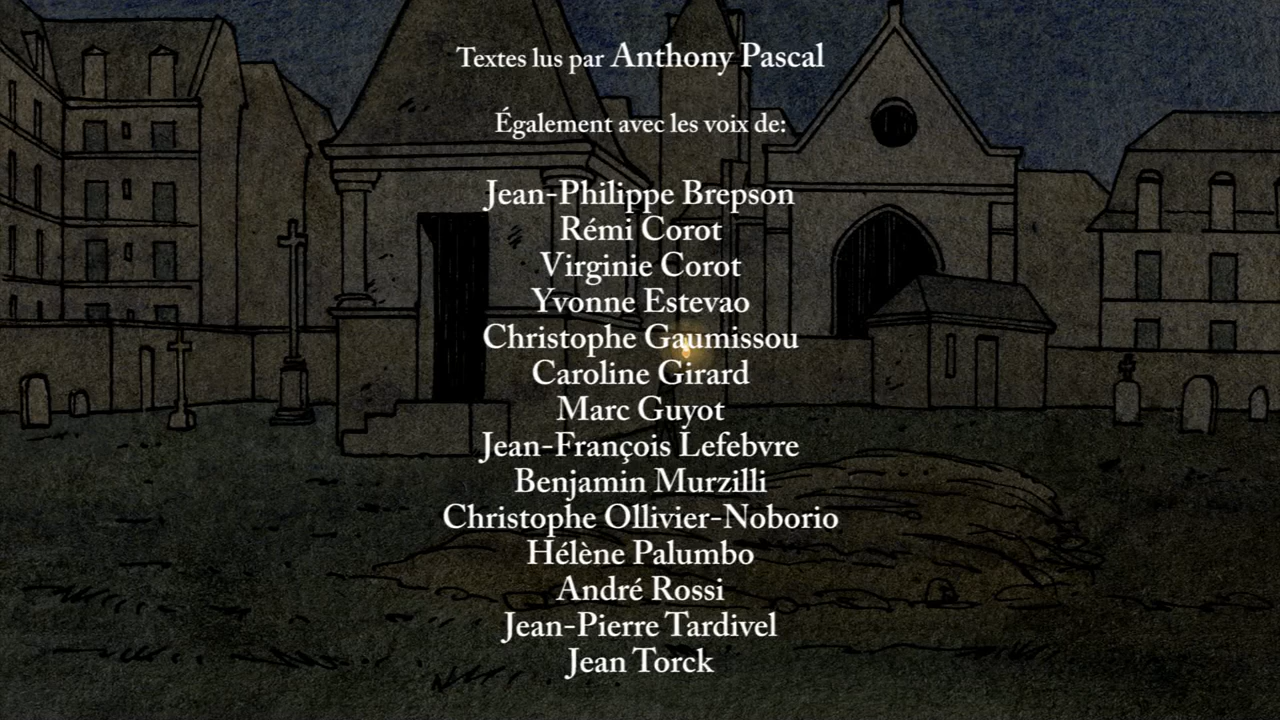 Textes lus par Anthony Pascal
Également avec les voix de:
Jean-Philippe Brepson
Rémi Corot
Virginie Corot
Yvonne Estevao
Christophe Gaumissou
Caroline Girard
Marc Guyot
Jean-François Lefebvre
Benjamin Murzilli
Christophe Ollivier-Noborio
Hélène Palumbo
André Rossi
Jean-Pierre Tardivel
Jean Torck